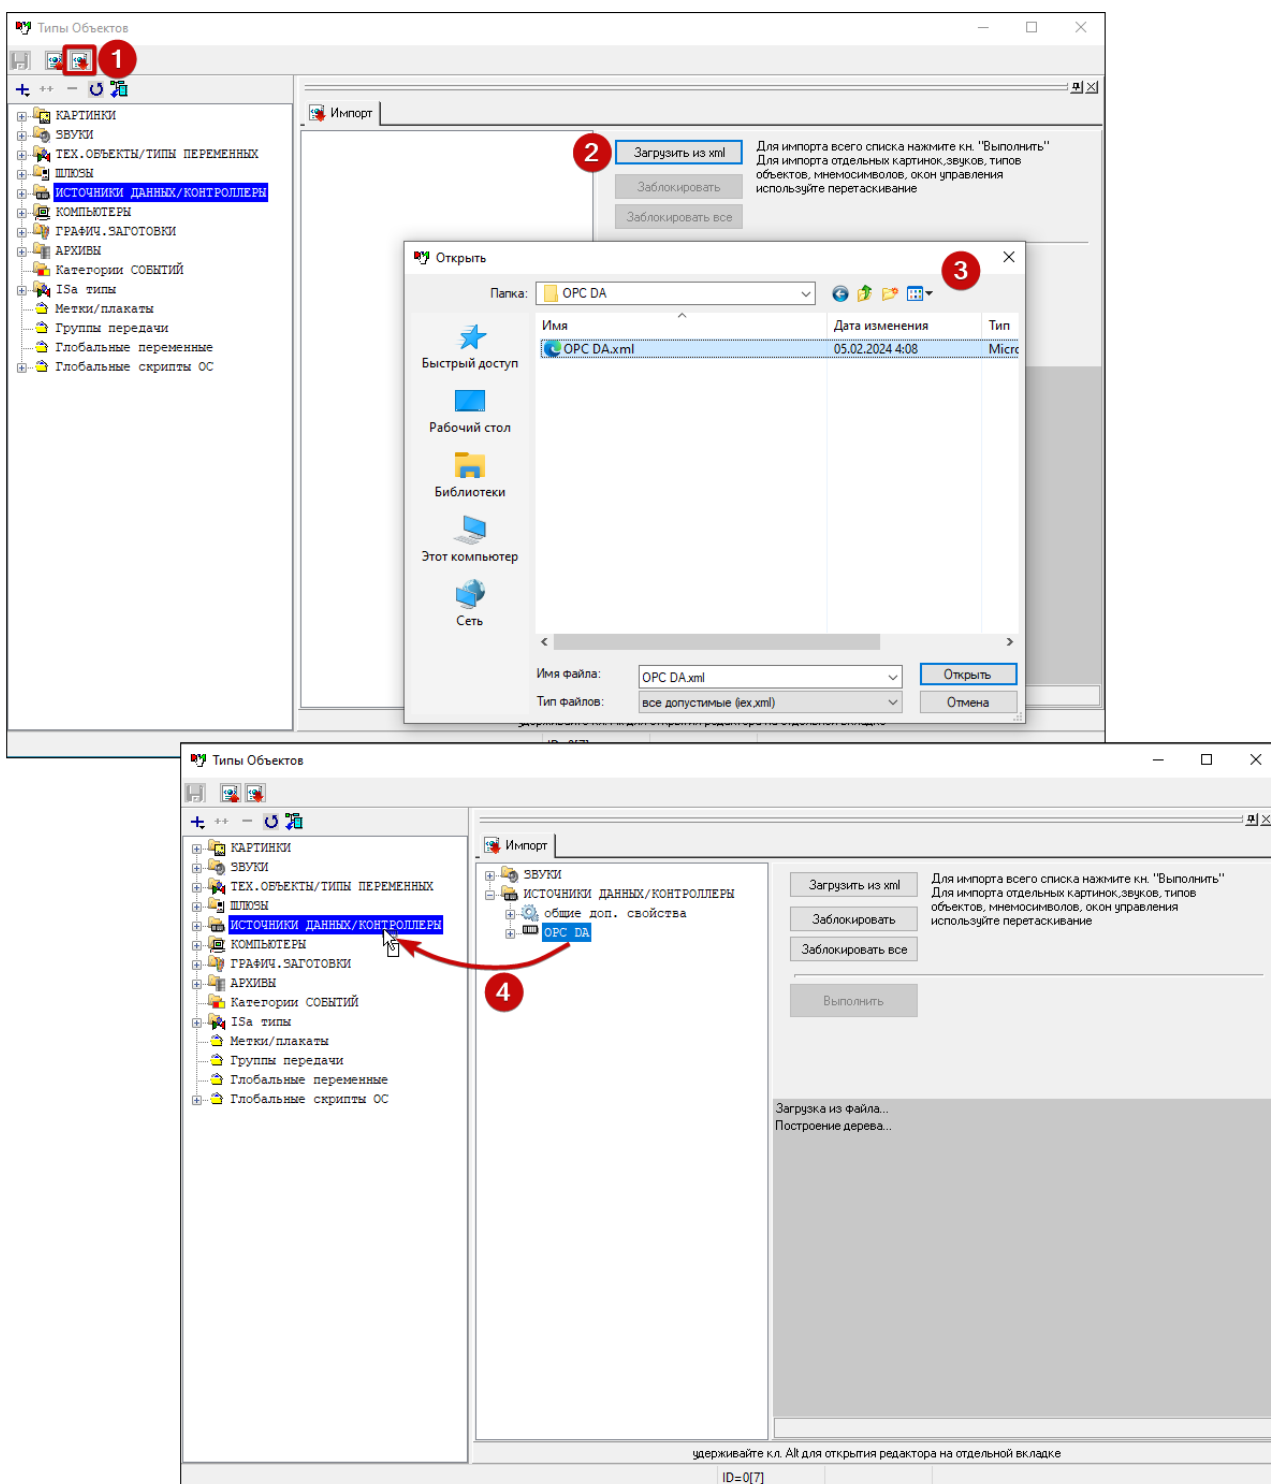 Типы Объектов
1
Импорт
КАРТИНКИ
ЗВУКИ
ТЕХ.ОБЪЕКТЫ/ТИПЫ ПЕРЕМЕННЫХ
ШЛЮЗЫ
ИСТОЧНИКИ ДАННЫХ/КОНТРОЛЛЕРЫ
КОМПЬЮТЕРЫ
ГРАФИЧ.ЗАГОТОВКИ
АРХИВЫ
Категории СОБЫТИЙ
ISa типы
Метки/плакаты
Группы передачи
Глобальные переменные
Глобальные скрипты ОС
2
Загрузить из xml
Заблокировать
Заблокировать все
Для импорта всего списка нажмите кн. "Выполнить"
Для импорта отдельных картинок,звуков, типов
объектов, мнемосимволов, окон управления
используйте перетаскивание
Открыть
3
Папка:
OPC DA
Имя
Дата изменения
Тип
OPC DA.xml
05.02.2024 4:08
Micro
Быстрый доступ
Рабочий стол
Библиотеки
Этот компьютер
Сеть
Имя файла:
OPC DA.xml
Открыть
Тип файлов:
все допустимые (iex,xml)
Отмена
Типы Объектов
Импорт
КАРТИНКИ
ЗВУКИ
ТЕХ.ОБЪЕКТЫ/ТИПЫ ПЕРЕМЕННЫХ
ШЛЮЗЫ
ИСТОЧНИКИ ДАННЫХ/КОНТРОЛЛЕРЫ
КОМПЬЮТЕРЫ
ГРАФИЧ.ЗАГОТОВКИ
АРХИВЫ
Категории СОБЫТИЙ
ISa типы
Метки/плакаты
Группы передачи
Глобальные переменные
Глобальные скрипты ОС
ЗВУКИ
ИСТОЧНИКИ ДАННЫХ/КОНТРОЛЛЕРЫ
общие доп. свойства
OPC DA
4
Загрузить из xml
Заблокировать
Заблокировать все
Выполнить
Для импорта всего списка нажмите кн. "Выполнить"
Для импорта отдельных картинок,звуков, типов
объектов, мнемосимволов, окон управления
используйте перетаскивание
Загрузка из файла...
Построение дерева...
удерживайте кл. Alt для открытия редактора на отдельной вкладке
ID=0[7]